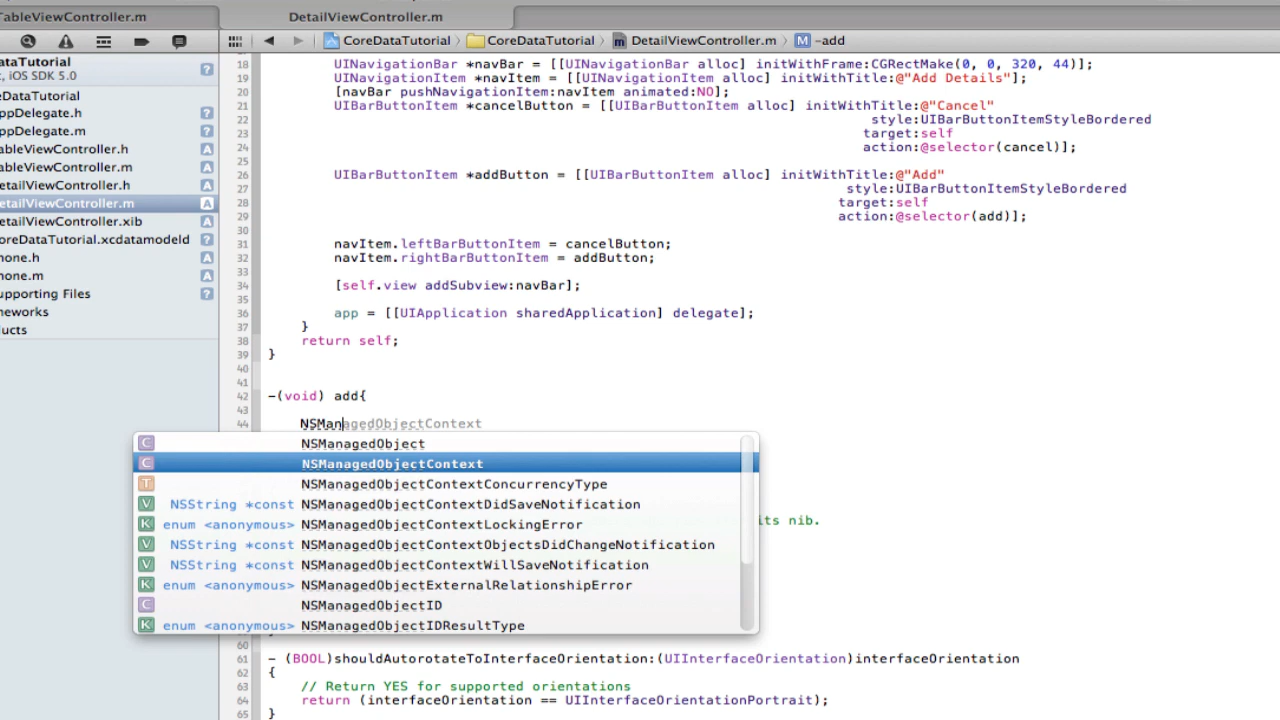 TableViewController.m
DetailViewController.m
CoreDataTutorial
CoreDataTutorial
DetailViewController.m
M
-add
DataTutorial
, iOS SDK 5.0
?
eDataTutorial
ppDelegate.h A
ppDelegate.m A
ableViewController.h A
ableViewController.m A
etailViewController.h A
etailViewController.m A
etailViewController.xib A
oreDataTutorial.xcdatamodeld ?
hone.h A
hone.m A
upporting Files ?
meworks
ducts
18 UINavigationBar *navBar = [[UINavigationBar alloc] initWithFrame:CGRectMake(0, 0, 320, 44)];
19 UINavigationItem *navItem = [[UINavigationItem alloc] initWithTitle:@"Add Details"];
20 [navBar pushNavigationItem:navItem animated:NO];
21 UIBarButtonItem *cancelButton = [[UIBarButtonItem alloc] initWithTitle:@"Cancel"
22 style:UIBarButtonItemStyleBordered
23 target:self
24 action:@selector(cancel)];
25
26 UIBarButtonItem *addButton = [[UIBarButtonItem alloc] initWithTitle:@"Add"
27 style:UIBarButtonItemStyleBordered
28 target:self
29 action:@selector(add)];
30
31 navItem.leftBarButtonItem = cancelButton;
32 navItem.rightBarButtonItem = addButton;
33
34 [self.view addSubview:navBar];
35
36 app = [[UIApplication sharedApplication] delegate];
37 }
38 return self;
39 }
40
41
42 -(void) add{
43
44 NSManagedObjectContext
C NSManagedObject
C NSManagedObjectContext
T NSManagedObjectContextConcurrencyType
V NSString *const NSManagedObjectContextDidSaveNotification
K enum <anonymous> NSManagedObjectContextLockingError
its nib.
V NSString *const NSManagedObjectContextObjectsDidChangeNotification
V NSString *const NSManagedObjectContextWillSaveNotification
K enum <anonymous> NSManagedObjectExternalRelationshipError
C NSManagedObjectID
K enum <anonymous> NSManagedObjectIDResultType
60
61 - (BOOL)shouldAutorotateToInterfaceOrientation:(UIInterfaceOrientation)interfaceOrientation
62 {
63 // Return YES for supported orientations
64 return (interfaceOrientation == UIInterfaceOrientationPortrait);
65 }